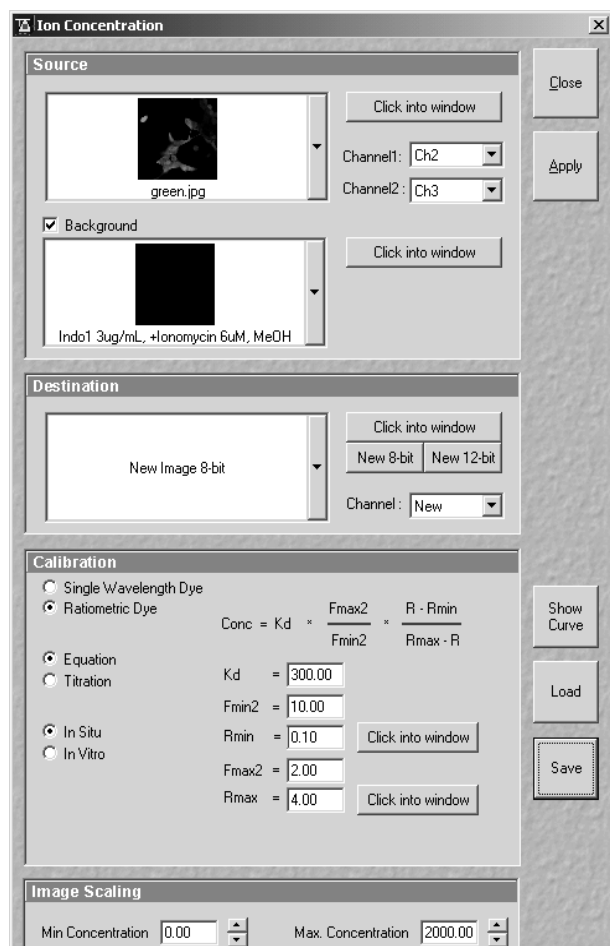 Ion Concentration
Source
green.jpg
Click into window
Channel1: Ch2
Channel2 : Ch3
Background
Indo1 3ug/mL, +Ionomycin 6uM, MeOH
Click into window
Close
Apply
Destination
New Image 8-bit
Click into window
New 8-bit New 12-bit
Channel : New
Calibration
Single Wavelength Dye
Ratiometric Dye
Equation
Titration
In Situ
In Vitro
Conc = Kd * Fmax2 / Fmin2 * R - Rmin / Rmax - R
Kd = 300.00
Fmin2 = 10.00
Rmin = 0.10 Click into window
Fmax2 = 2.00
Rmax = 4.00 Click into window
Show
Curve
Load
Save
Image Scaling
Min Concentration 0.00 Max. Concentration 2000.00